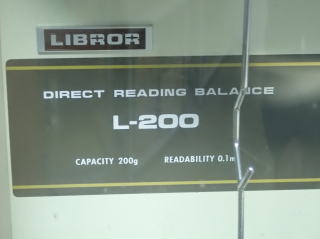 LIBROR
DIRECT READING BALANCE
L-200
CAPACITY 200g READABILITY 0.1m